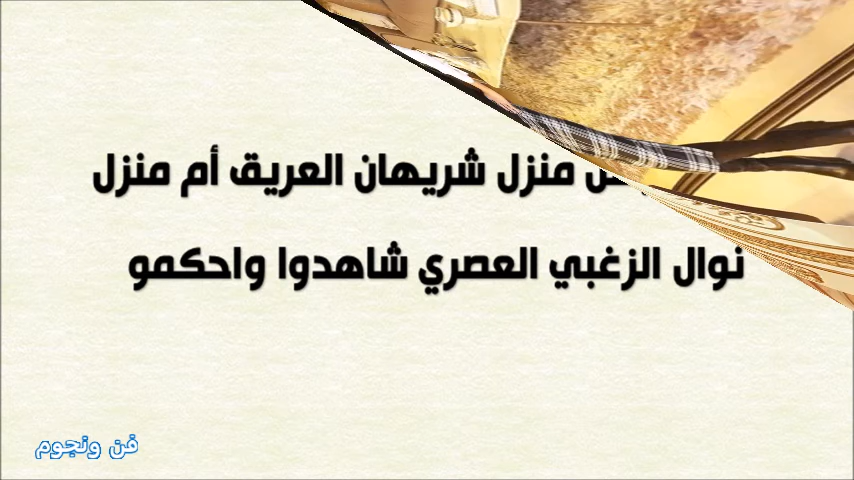 منزل شريهان العريق أم منزل
نوال الزغبي العصري شاهدوا واحكمو
فن ونجوم